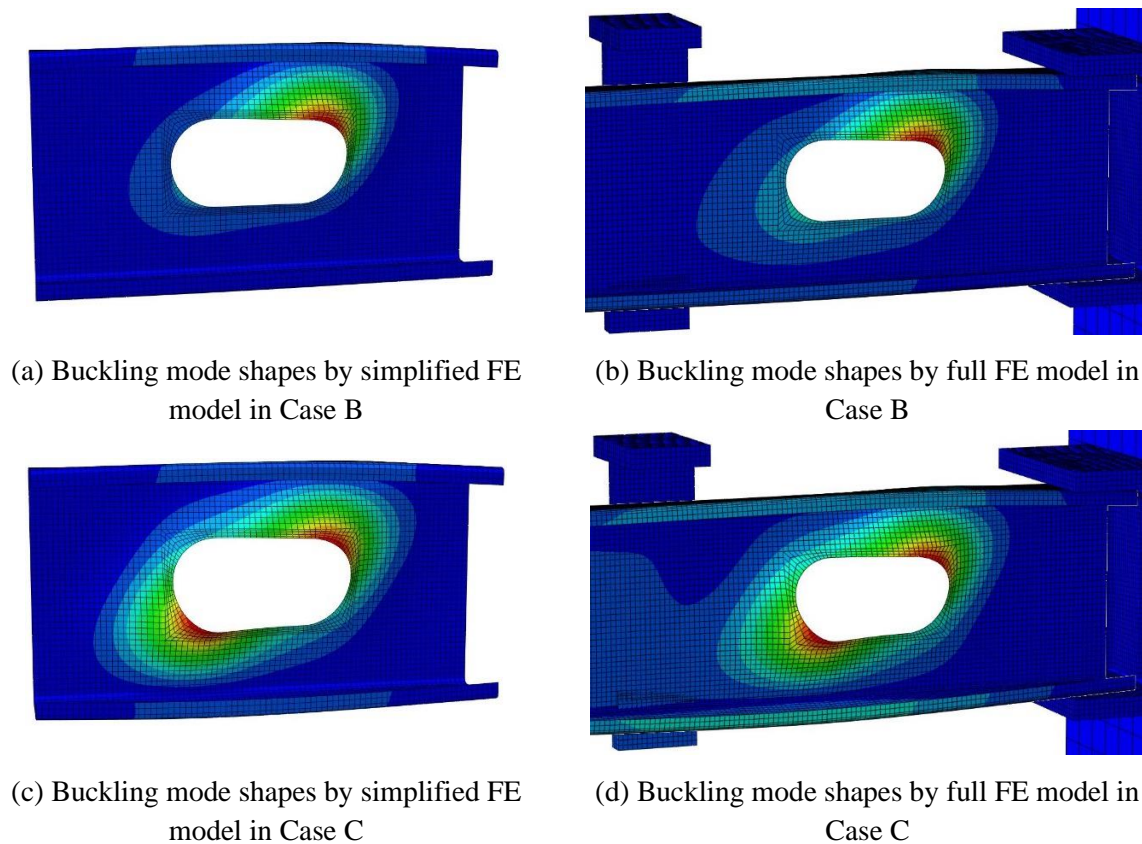 (a) Buckling mode shapes by simplified FE
model in Case B
(b) Buckling mode shapes by full FE model in
Case B
(c) Buckling mode shapes by simplified FE
model in Case C
(d) Buckling mode shapes by full FE model in
Case C